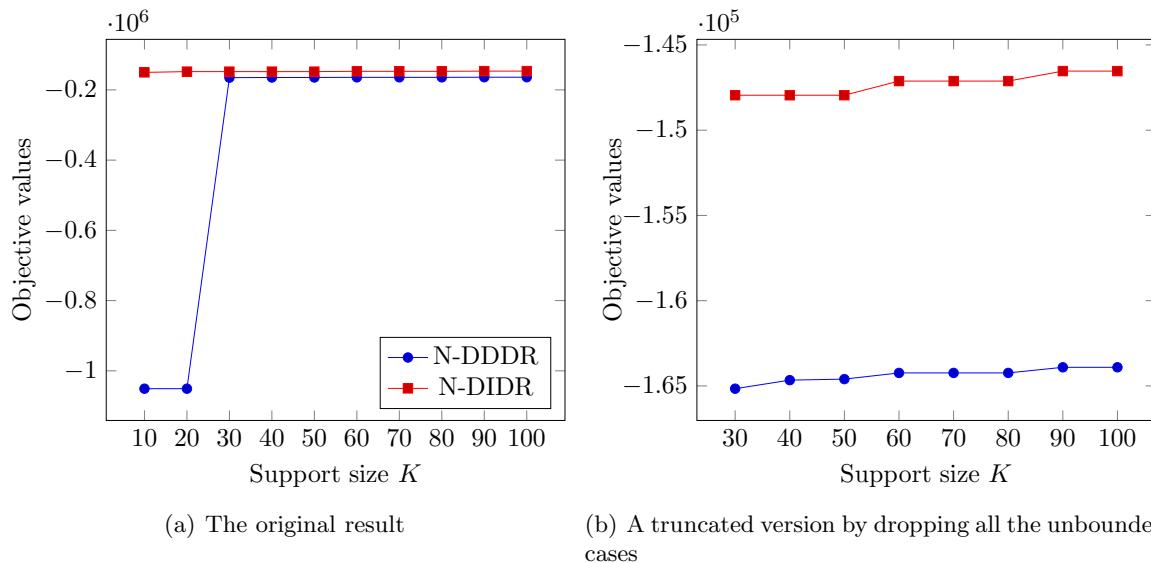 ·10^6
−0.2
−0.4
−0.6
−0.8
−1
10 20 30 40 50 60 70 80 90 100
Support size K
Objective values
N-DDDR
N-DIDR
(a) The original result
·10^5
−1.45
−1.5
−1.55
−1.6
−1.65
30 40 50 60 70 80 90 100
Support size K
Objective values
(b) A truncated version by dropping all the unbounde
cases